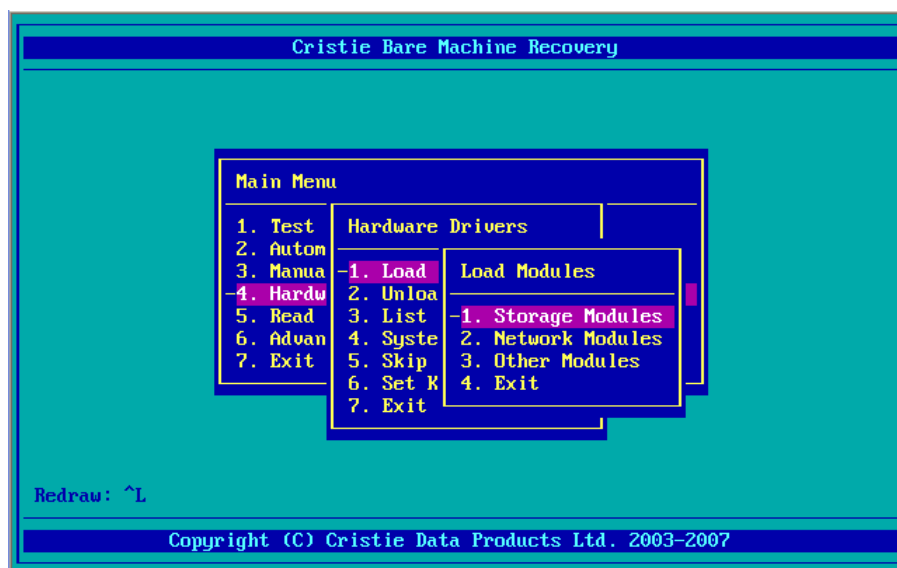 Cristie Bare Machine Recovery
Main Menu
1. Test
2. Autom
3. Manua
4. Hardw
5. Read
6. Advan
7. Exit
Hardware Drivers
1. Load
2. Unloa
3. List
4. Syste
5. Skip
6. Set K
7. Exit
Load Modules
1. Storage Modules
2. Network Modules
3. Other Modules
4. Exit
Redraw: ^L
Copyright (C) Cristie Data Products Ltd. 2003-2007